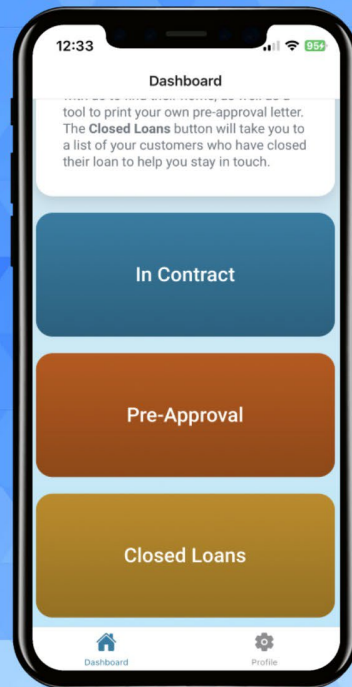 12:33
95
Dashboard
tool to print your own pre-approval letter.
The Closed Loans button will take you to
a list of your customers who have closed
their loan to help you stay in touch.
In Contract
Pre-Approval
Closed Loans
Dashboard
Profile